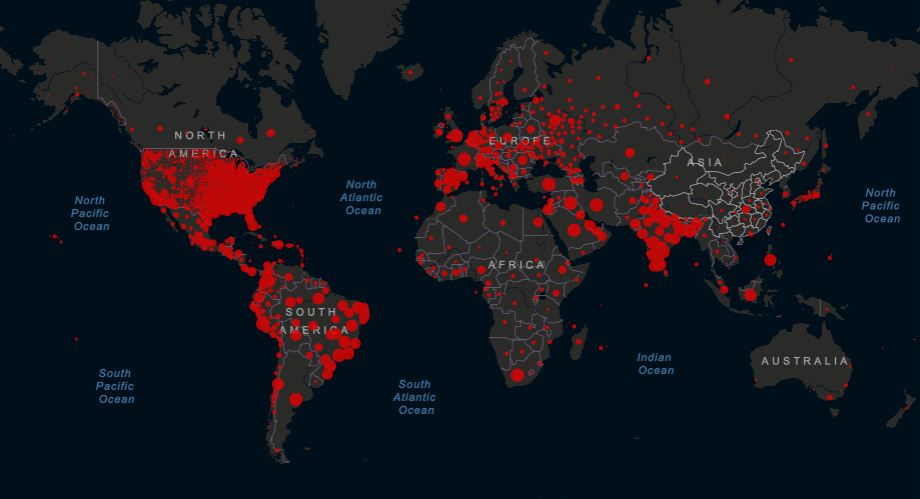 NORTH
AMERICA
EUROPE
ASIA
North
Pacific
Ocean
North
Atlantic
Ocean
North
Pacific
Ocean
AFRICA
SOUTH
AMERICA
Indian
Ocean
AUSTRALIA
South
Pacific
Ocean
South
Atlantic
Ocean